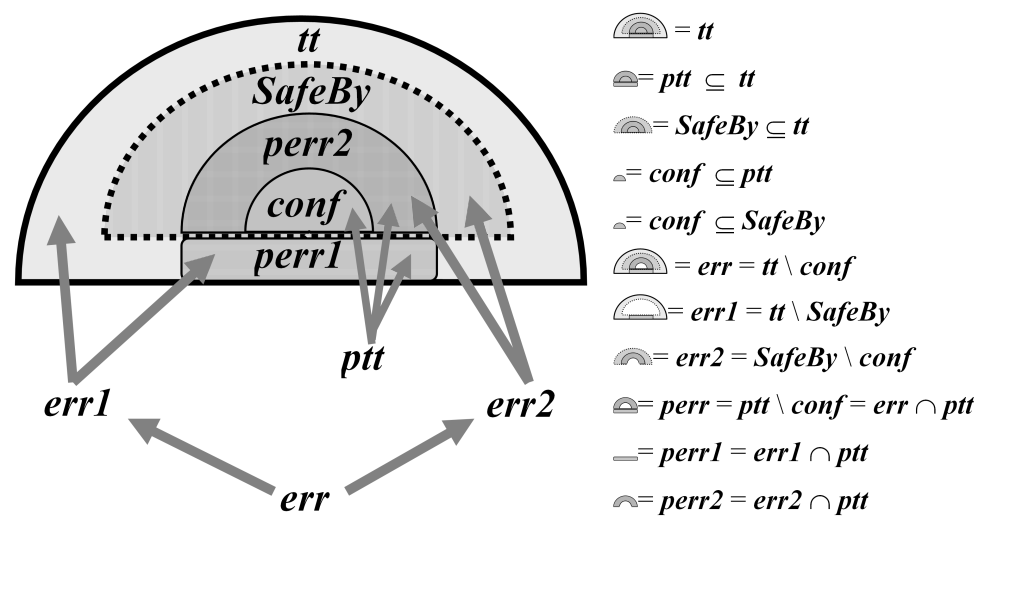 tt
SafeBy
perr2
conf
perr1
ptt
err1
err2
err
= tt
= ptt ⊆ tt
= SafeBy ⊆ tt
= conf ⊆ ptt
= conf ⊆ SafeBy
= err = tt \ conf
= err1 = tt \ SafeBy
= err2 = SafeBy \ conf
= perr = ptt \ conf = err ∩ ptt
= perr1 = err1 ∩ ptt
= perr2 = err2 ∩ ptt